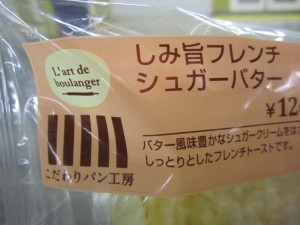 L'art de
boulanger
こだわりパン工房
しみ旨フレンチ
シュガーバター
¥12
バター風味豊かなシュガークリームをは
しっとりとしたフレンチトーストです。